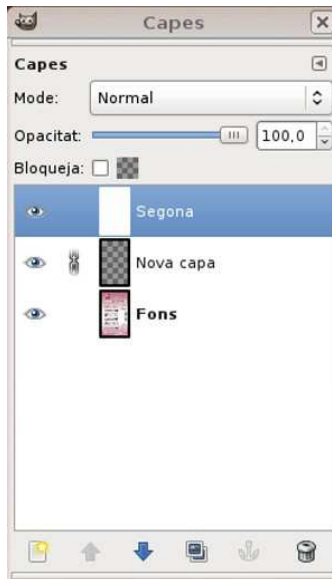 Capes
Capes
Mode: Normal
Opacitat: 100,0
Bloqueja:
Segona
Nova capa
Fons